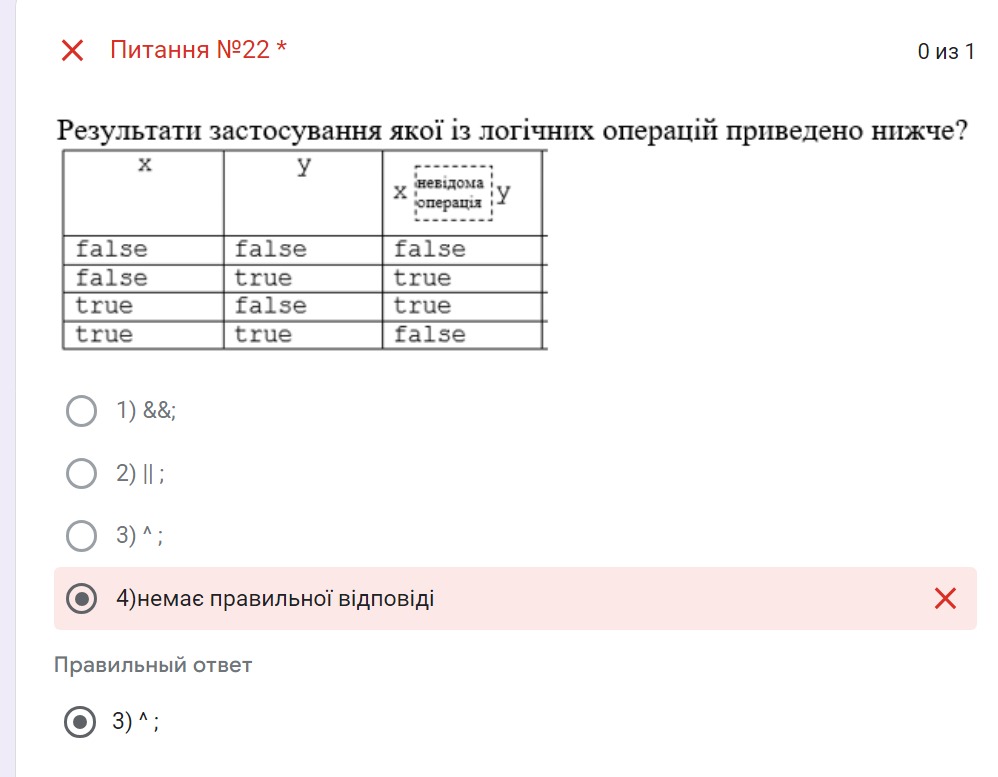 Питання №22 *
0 из 1
Результати застосування якої із логічних операцій приведено нижче?
x y x невідома операція y
false false false
false true true
true false true
true true false
1) &&;
2) || ;
3) ^ ;
4)немає правильної відповіді
Правильный ответ
3) ^ ;